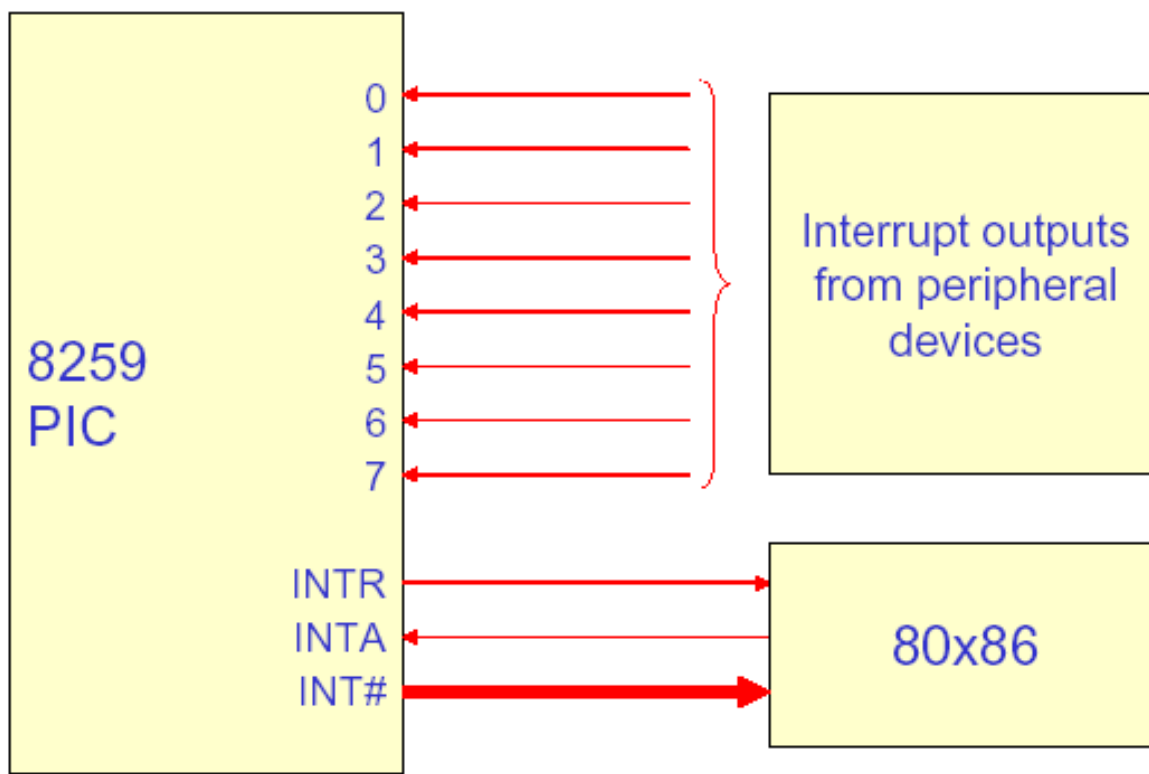 8259
PIC
0
1
2
3
4
5
6
7
INTR
INTA
INT#
Interrupt outputs
from peripheral
devices
80x86